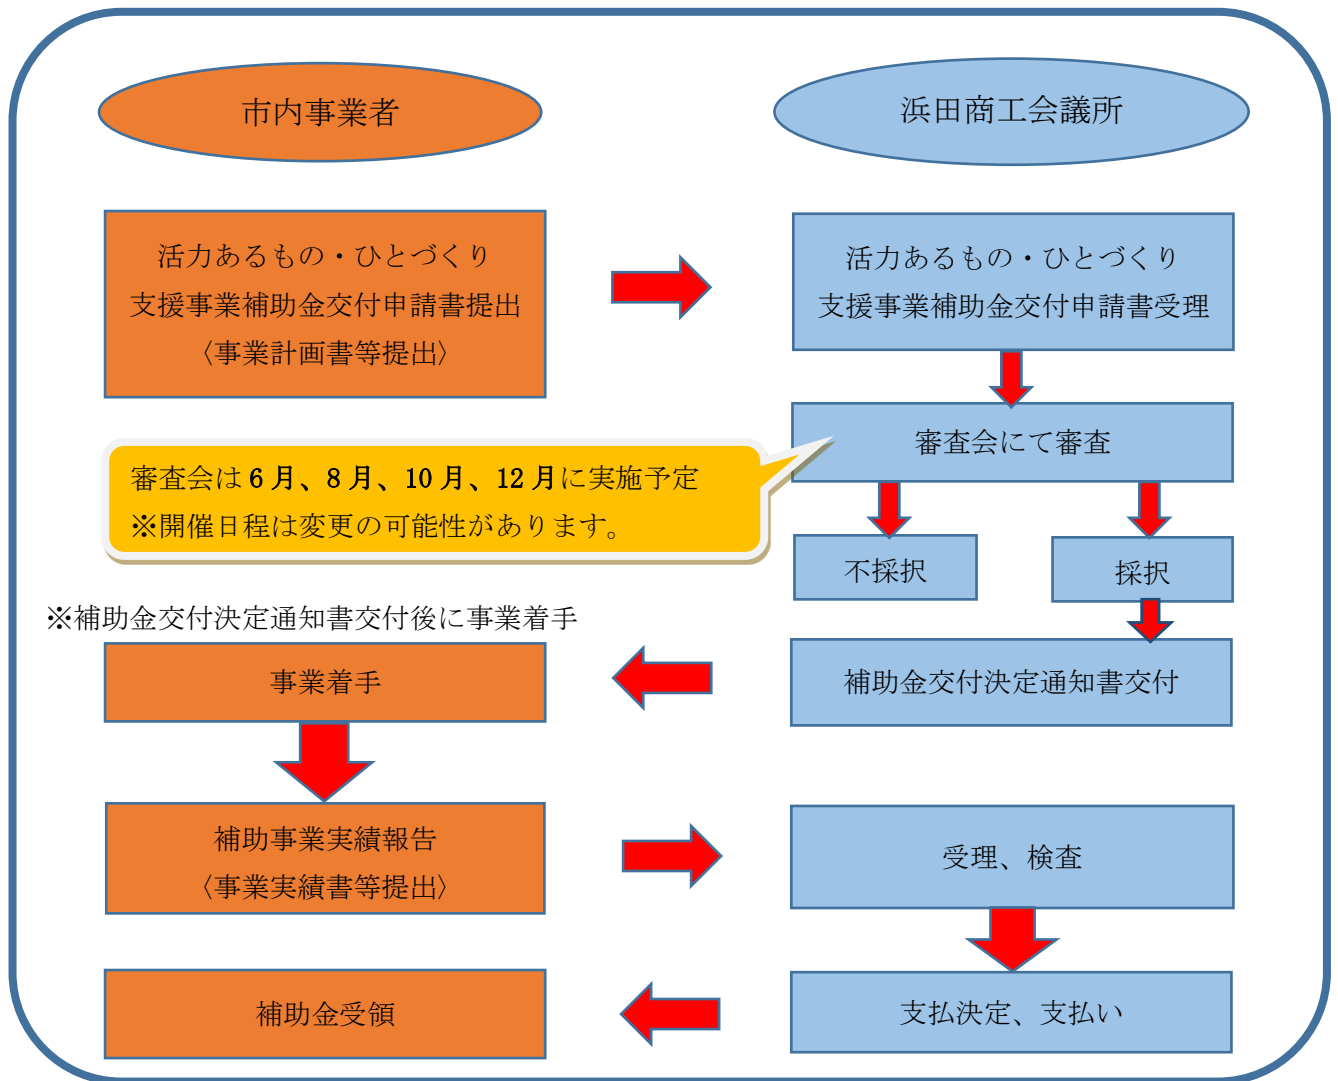 市内事業者
浜田商工会議所
活力あるもの・ひとづくり
支援事業補助金交付申請書提出
〈事業計画書等提出〉
活力あるもの・ひとづくり
支援事業補助金交付申請書受理
審査会にて審査
審査会は6月、8月、10月、12月に実施予定
※開催日程は変更の可能性があります。
不採択
採択
※補助金交付決定通知書交付後に事業着手
事業着手
補助金交付決定通知書交付
補助事業実績報告
〈事業実績書等提出〉
受理、検査
補助金受領
支払決定、支払い